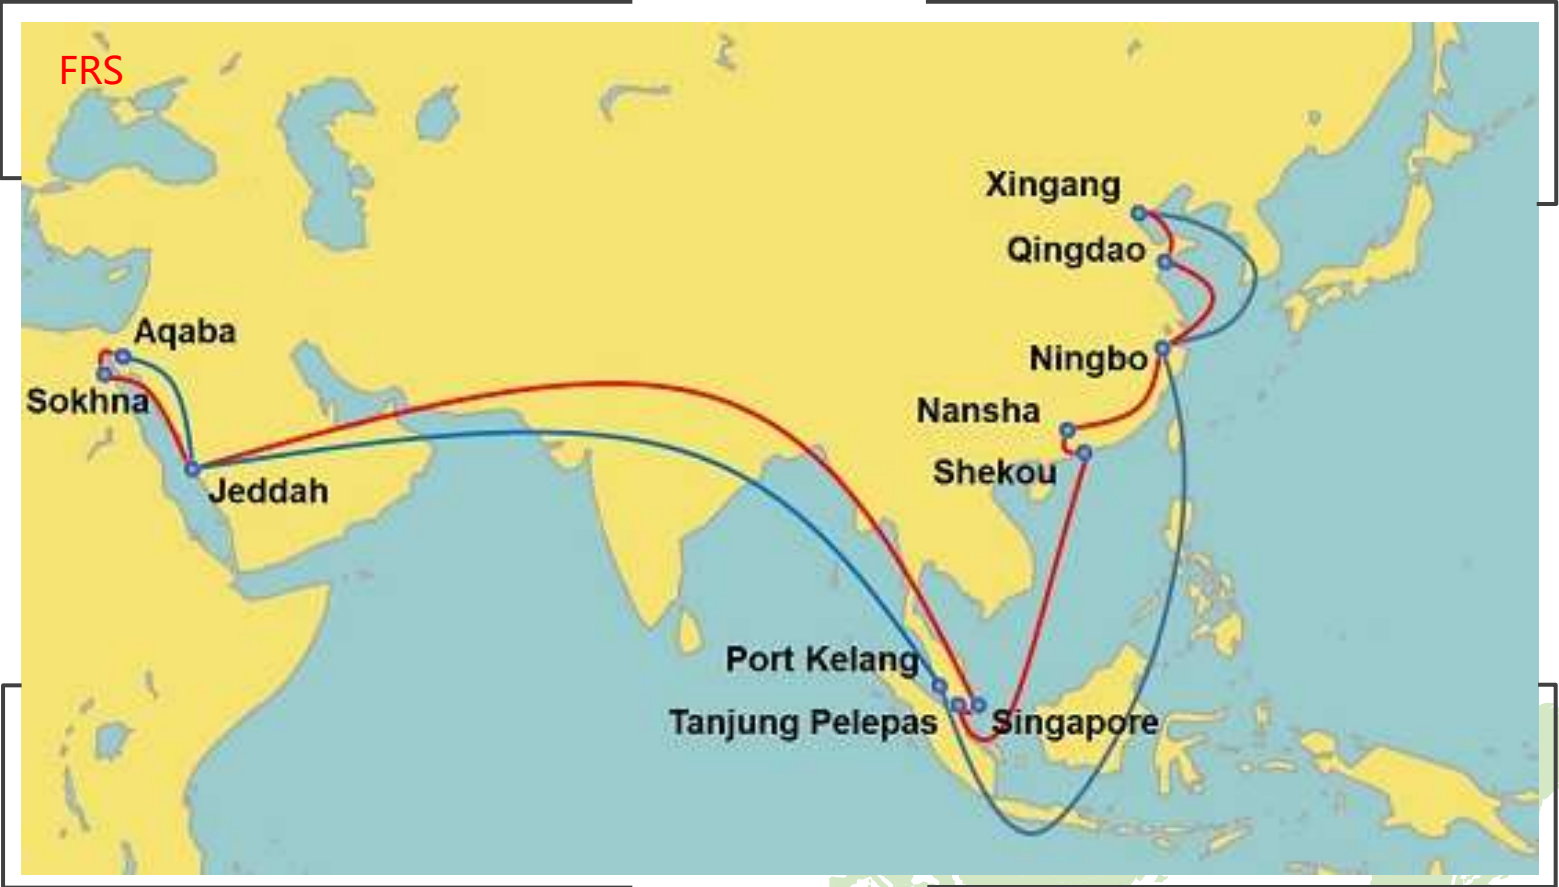 FRS
Xingang
Qingdao
Aqaba
Ningbo
Sokhna
Nansha
Shekou
Jeddah
Port Kelang
Tanjung Pelepas
Singapore